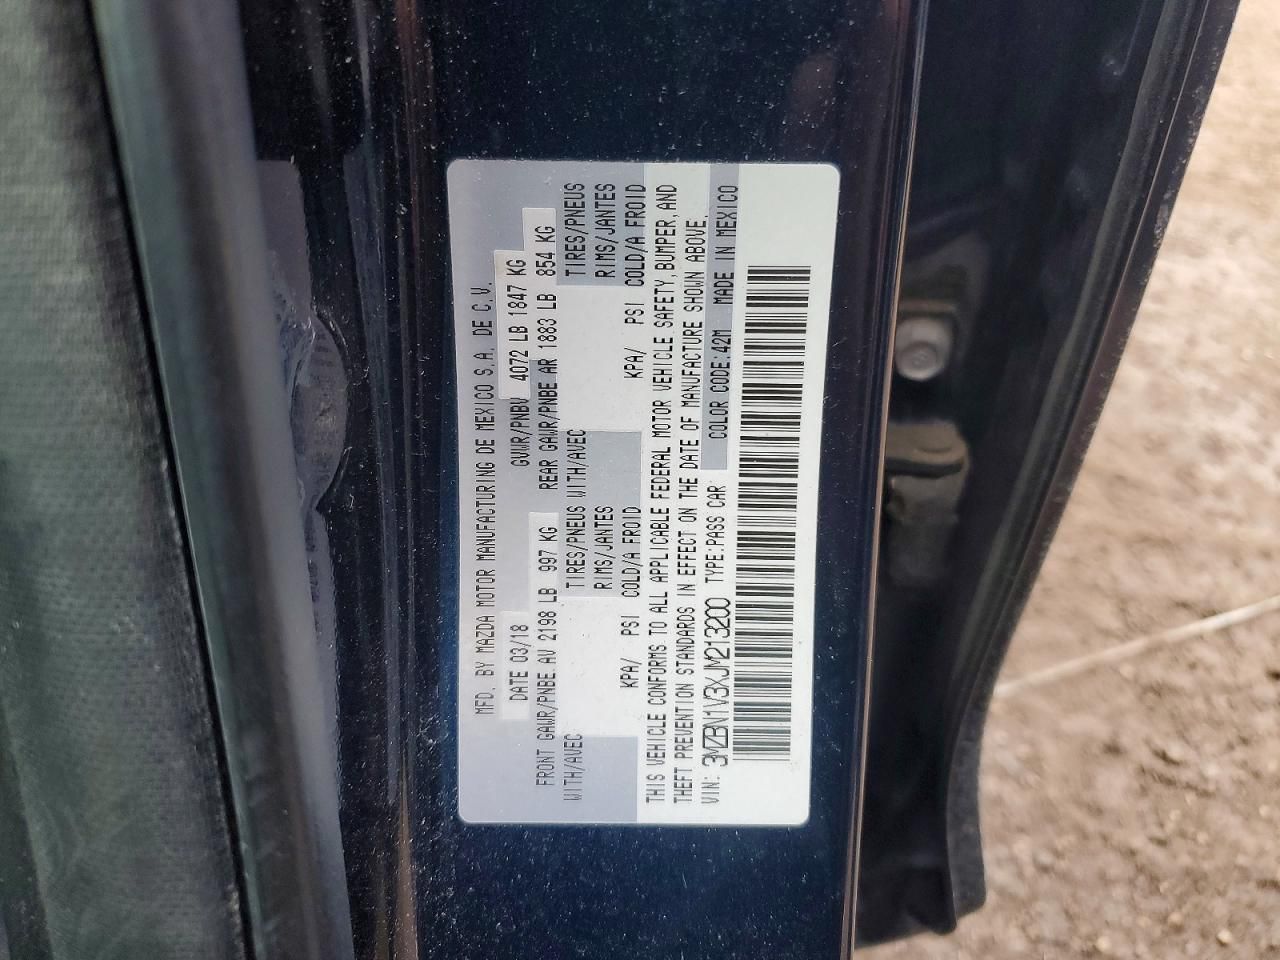 MFD. BY MAZDA MOTOR MANUFACTURING DE MEXICO S.A. DE C.V.
DATE 03/18 GVWR/PNBV 4072 LB 1847 KG
FRONT GAWR/PNBE AV 2198 LB 997 KG REAR GAWR/PNBE AR 1883 LB 854 KG
WITH/AVEC TIRES/PNEUS WITH/AVEC TIRES/PNEUS
RIMS/JANTES RIMS/JANTES
KPA/ PSI COLD/A FROID KPA/ PSI COLD/A FROID
THIS VEHICLE CONFORMS TO ALL APPLICABLE FEDERAL MOTOR VEHICLE SAFETY, BUMPER, AND
THEFT PREVENTION STANDARDS IN EFFECT ON THE DATE OF MANUFACTURE SHOWN ABOVE.
VIN: 3MZBN1V3XJM213200 TYPE:PASS CAR COLOR CODE:42M MADE IN MEXICO